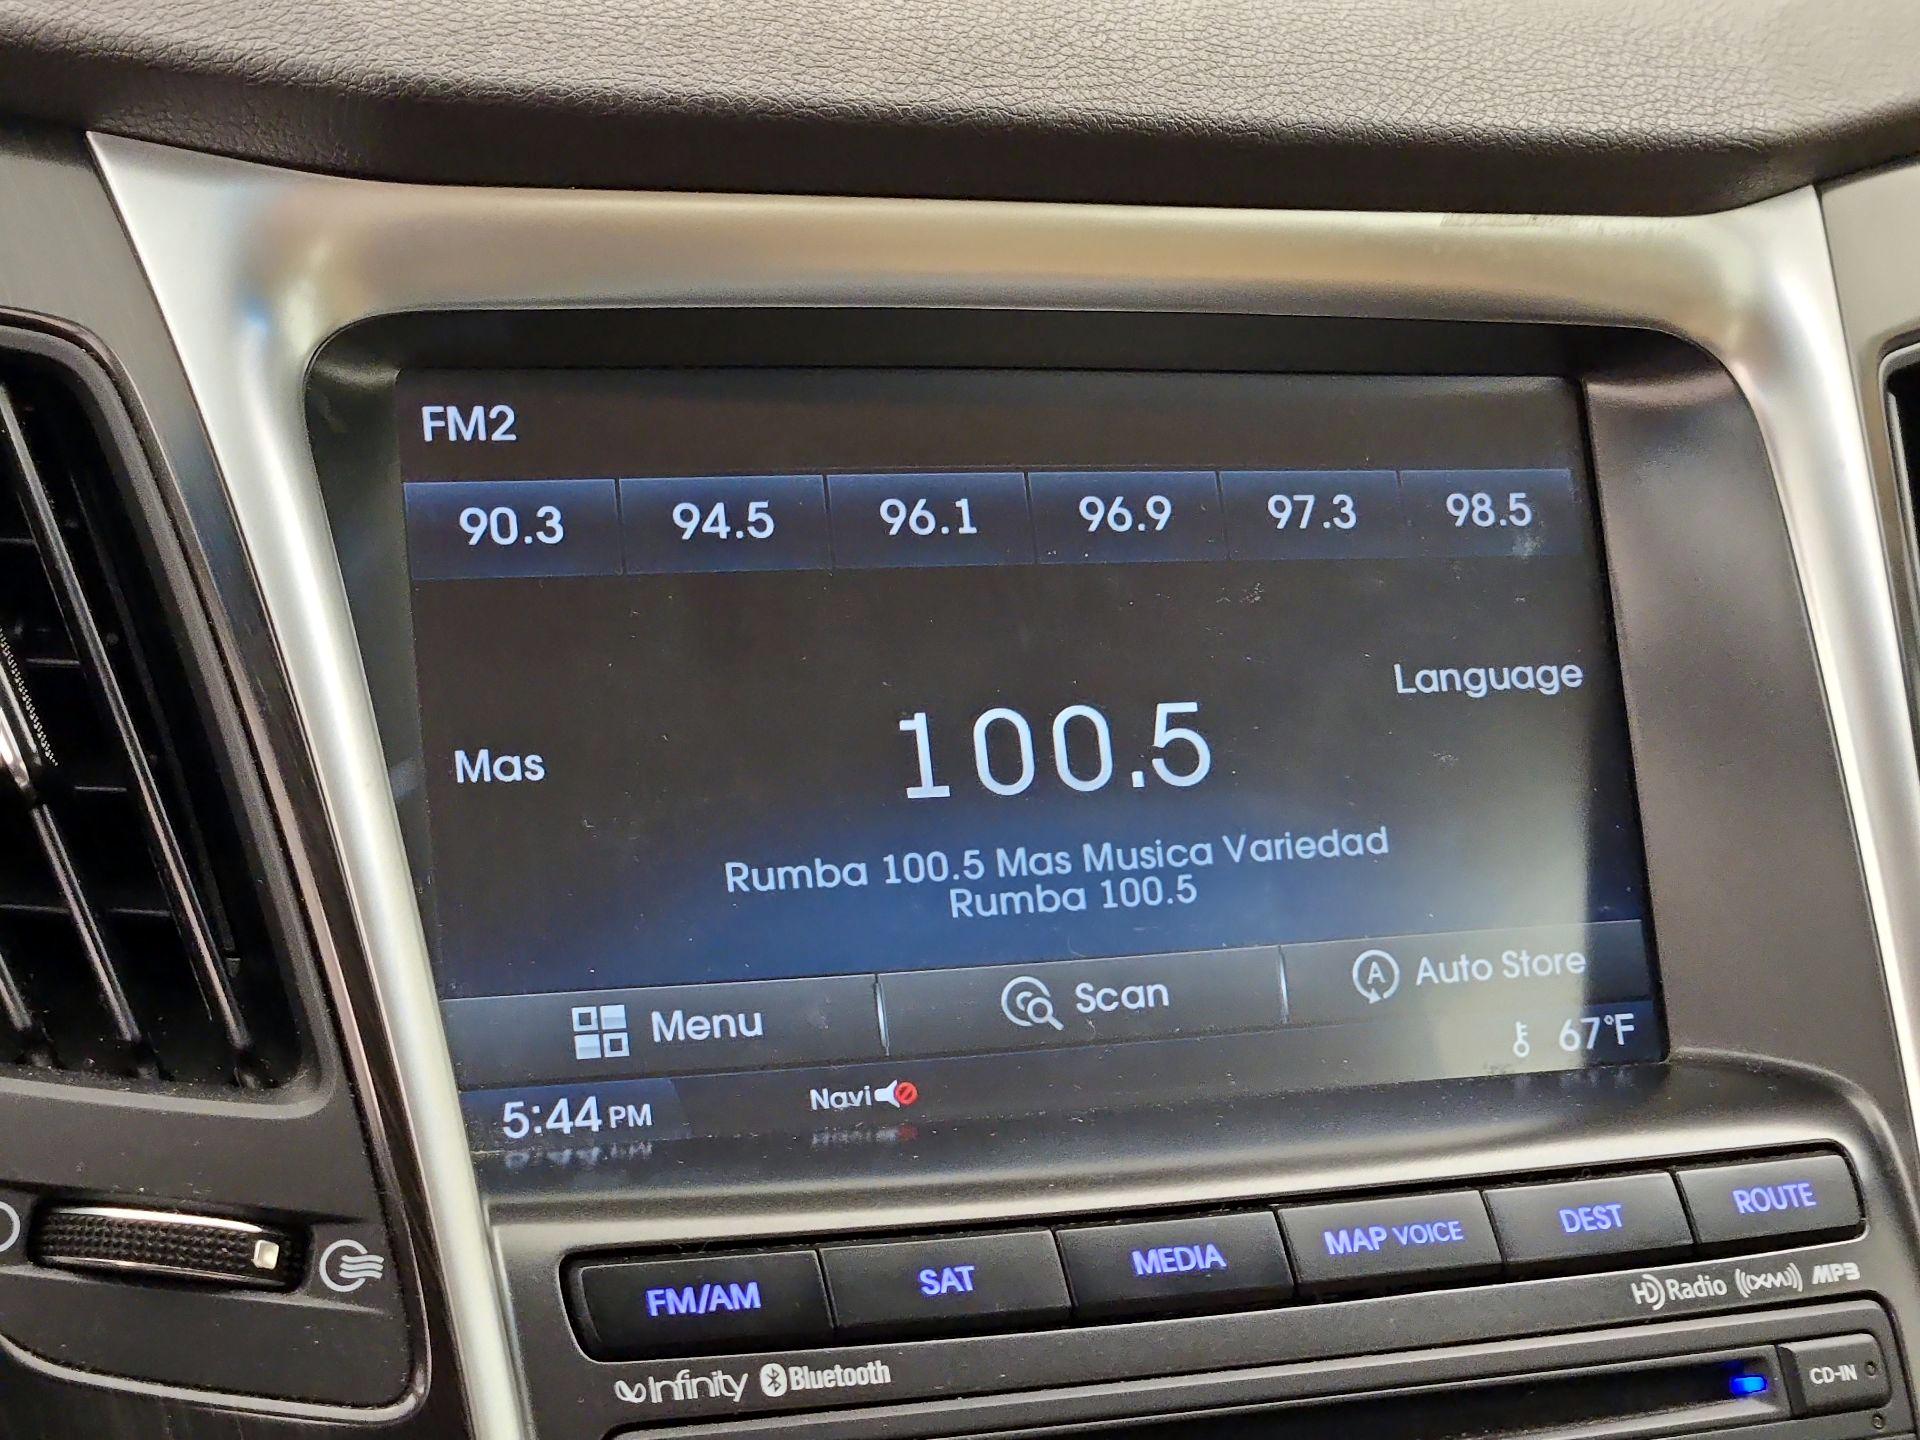 FM2
90.3 94.5 96.1 96.9 97.3 98.5
Language
Mas 100.5
Rumba 100.5 Mas Musica Variedad
Rumba 100.5
Menu Scan A Auto Store
67°F
5:44 PM Navi
FM/AM SAT MEDIA MAP VOICE DEST ROUTE
HD Radio ((XM)) MP3
Infinity Bluetooth
CD-IN